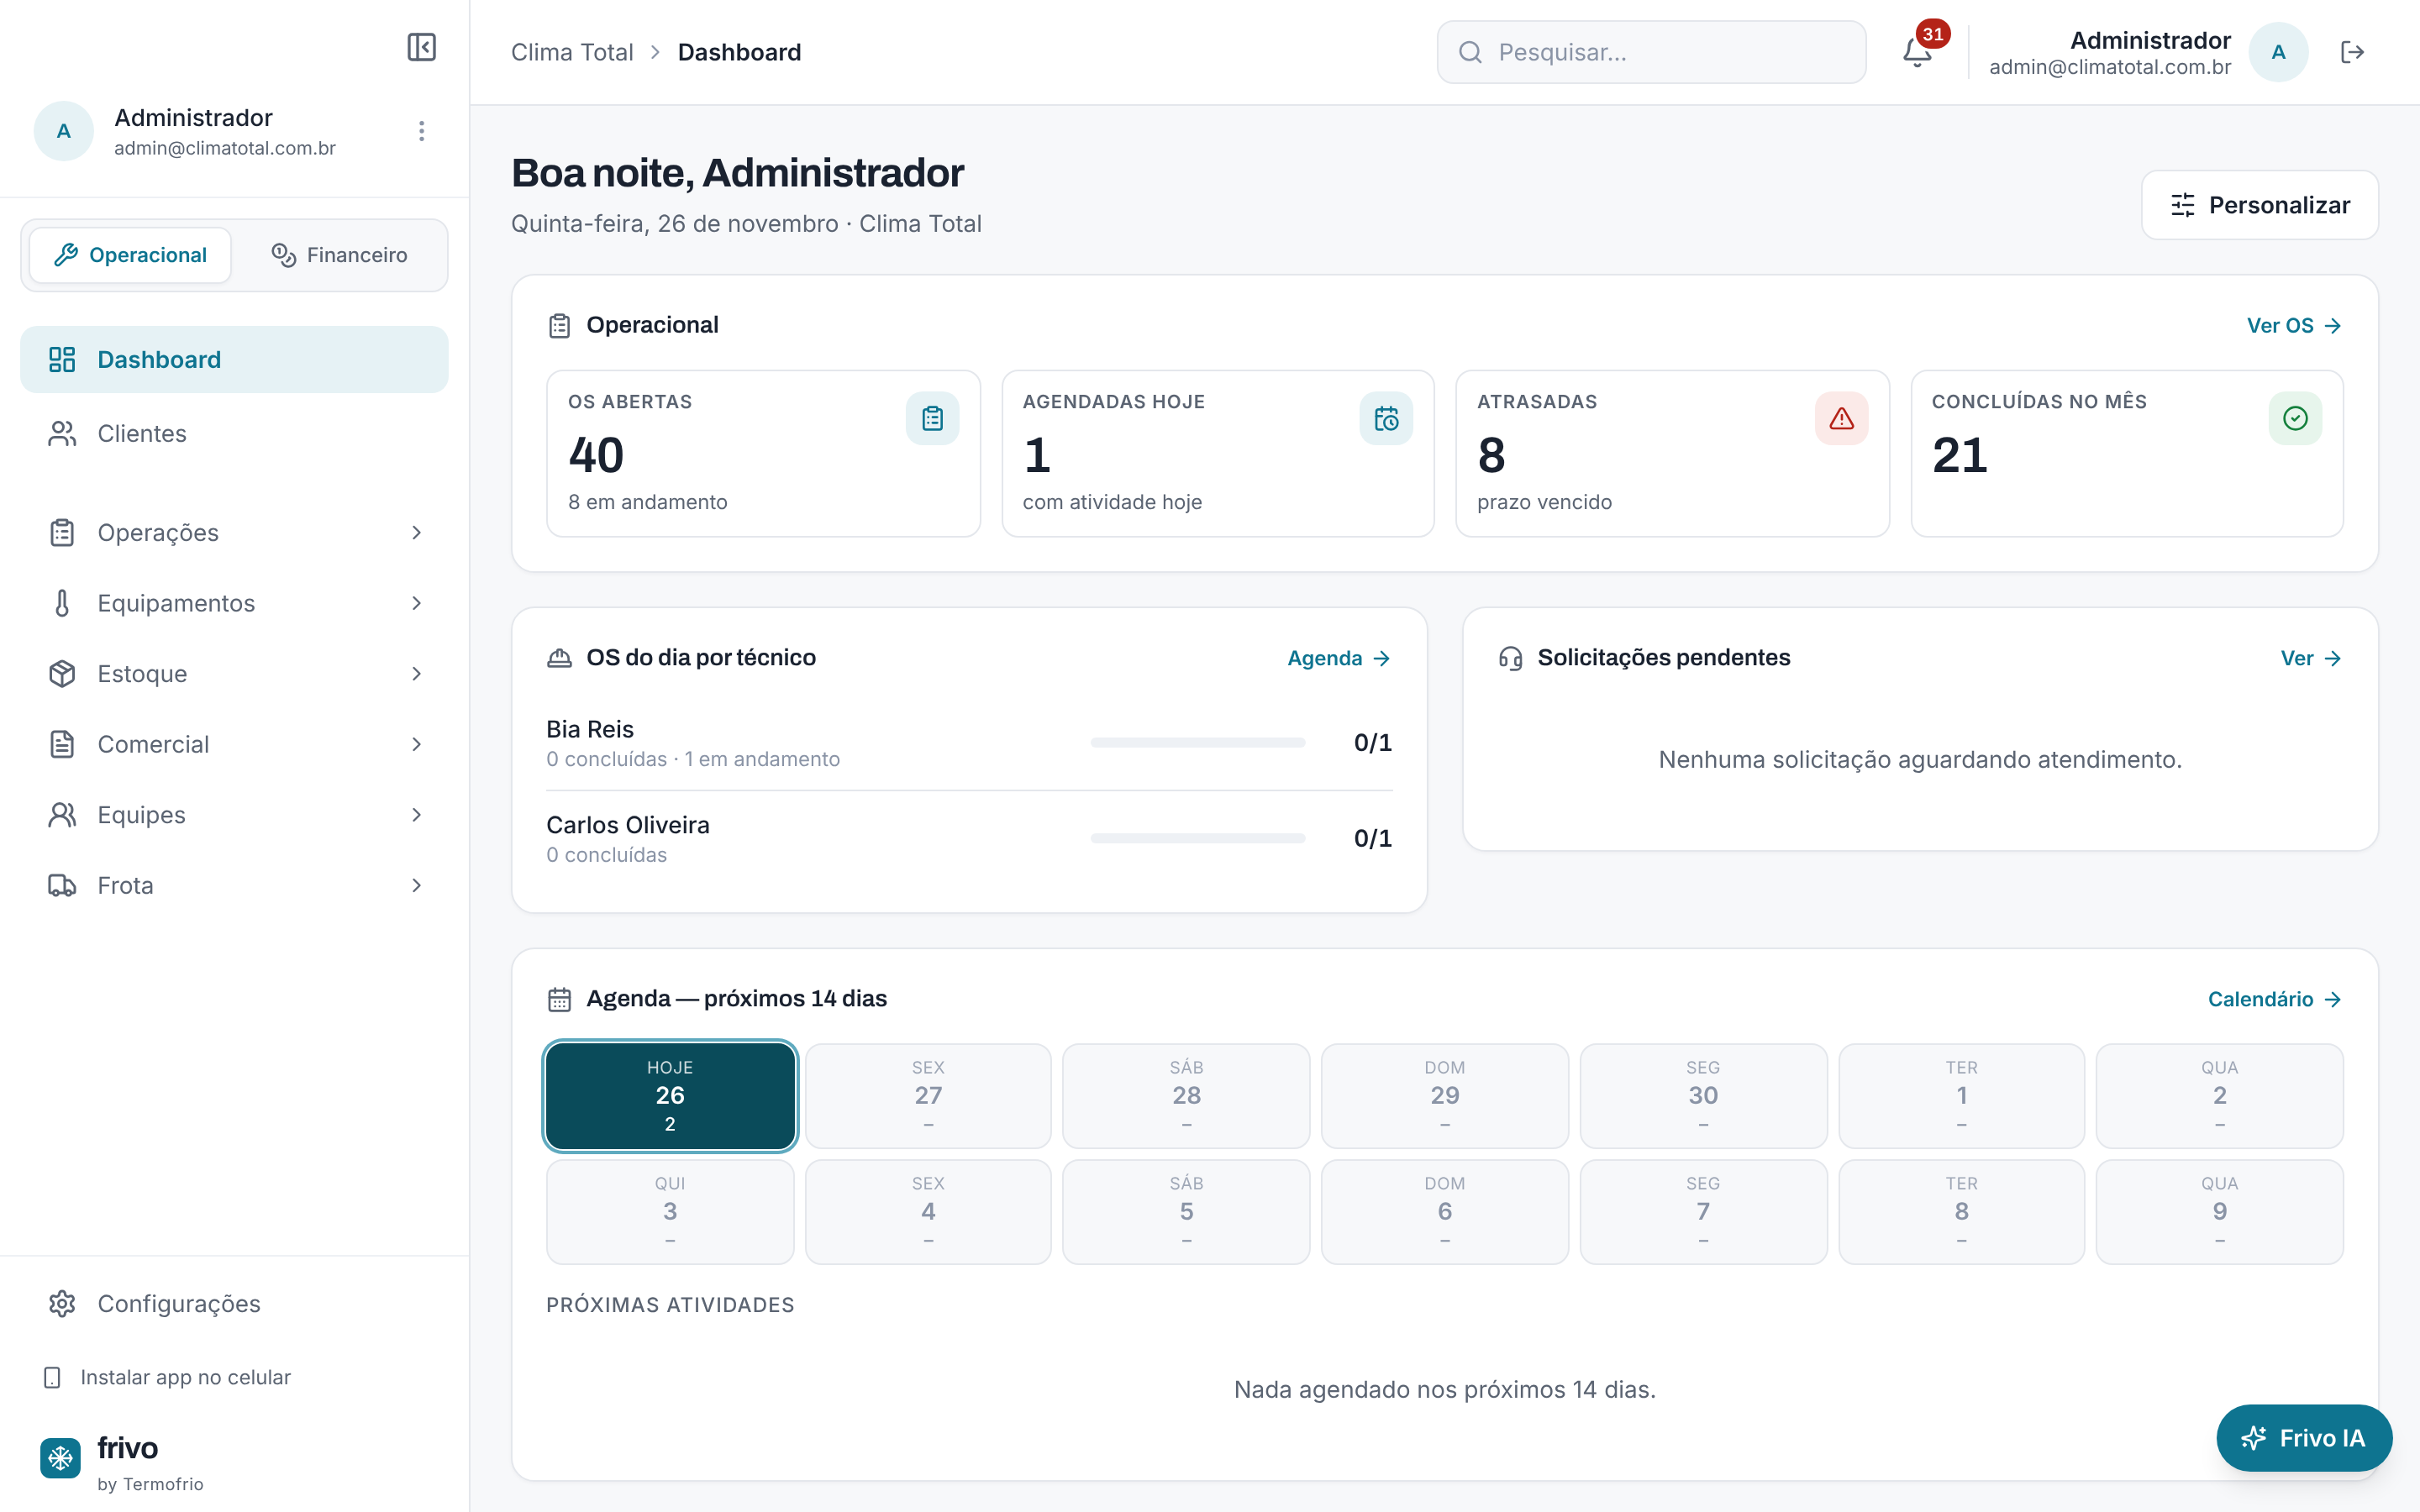 Administrador
admin@climatotal.com.br
Operacional
Financeiro
Dashboard
Clientes
Operações
Equipamentos
Estoque
Comercial
Equipes
Frota
Configurações
Instalar app no celular
frivo
by Termofrio
Clima Total > Dashboard
Pesquisar...
31
Administrador
admin@climatotal.com.br
A
A
Boa noite, Administrador
Quinta-feira, 26 de novembro · Clima Total
Personalizar
Operacional
Ver OS →
OS ABERTAS
40
8 em andamento
AGENDADAS HOJE
1
com atividade hoje
ATRASADAS
8
prazo vencido
CONCLUÍDAS NO MÊS
21
OS do dia por técnico
Agenda →
Bia Reis
0 concluídas · 1 em andamento
0/1
Carlos Oliveira
0 concluídas
0/1
Solicitações pendentes
Ver →
Nenhuma solicitação aguardando atendimento.
Agenda — próximos 14 dias
Calendário →
HOJE
26
2
SEX
27
–
SÁB
28
–
DOM
29
–
SEG
30
–
TER
1
–
QUA
2
–
QUI
3
–
SEX
4
–
SÁB
5
–
DOM
6
–
SEG
7
–
TER
8
–
QUA
9
–
PRÓXIMAS ATIVIDADES
Nada agendado nos próximos 14 dias.
Frivo IA